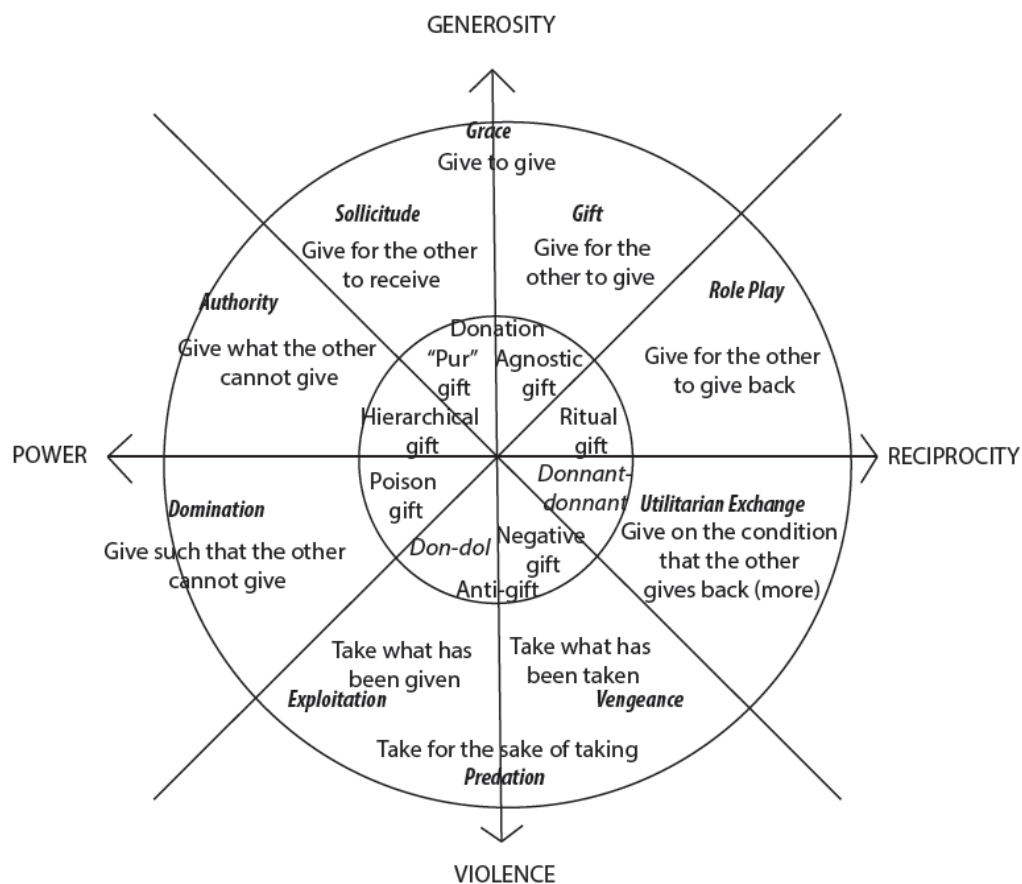 GENEROSITY
Grace
Give to give
Sollicitude
Give for the other
to receive
Gift
Give for the
other to give
Authority
Give what the other
cannot give
Role Play
Give for the other
to give back
Donation
“Pur”
gift
Agnostic
gift
Hierarchical
gift
Ritual
gift
POWER
RECIPROCITY
Poison
gift
Donnant-
donnant
Don-dol
Negative
gift
Anti-gift
Domination
Give such that the other
cannot give
Utilitarian Exchange
Give on the condition
that the other
gives back (more)
Take what has
been given
Exploitation
Take what has
been taken
Vengeance
Take for the sake of taking
Predation
VIOLENCE